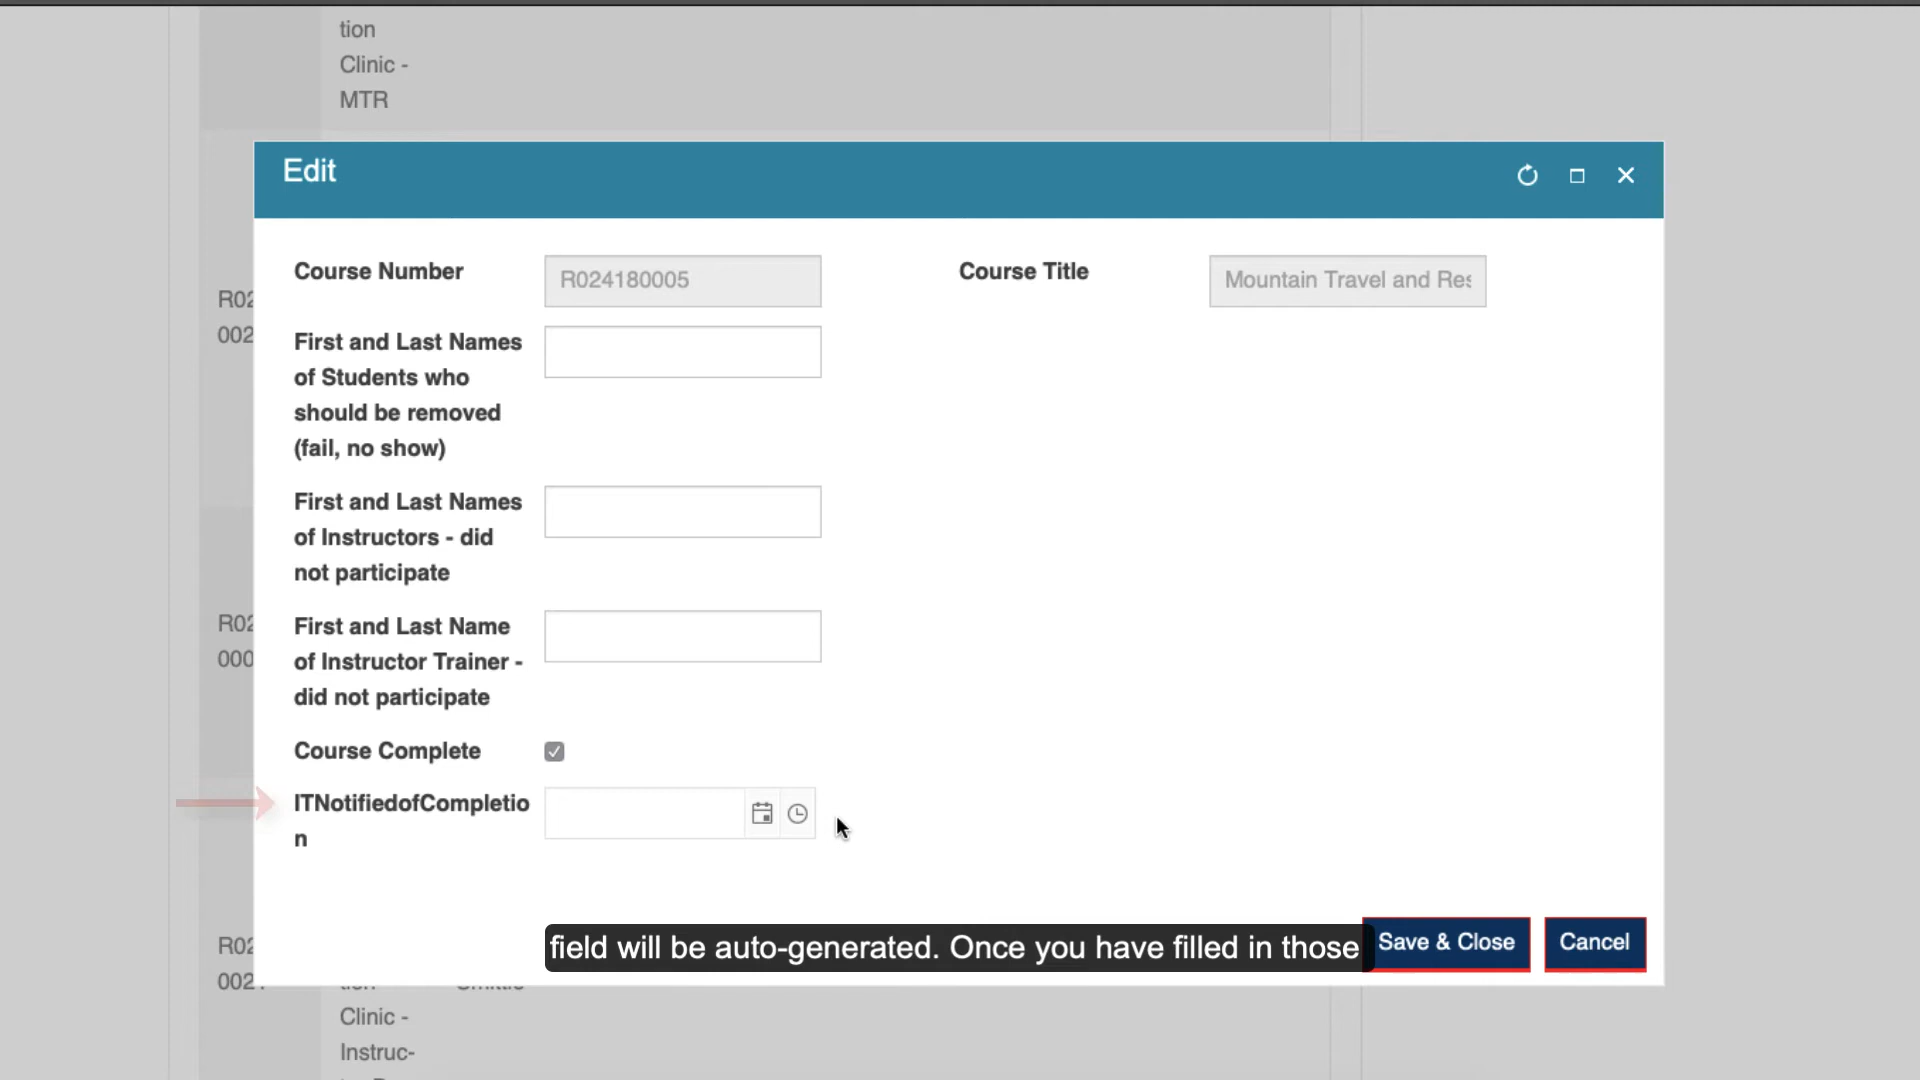 tion
Clinic -
MTR
Edit
Course Number
R024180005
Course Title
Mountain Travel and Res
R02
002
First and Last Names
of Students who
should be removed
(fail, no show)
First and Last Names
of Instructors - did
not participate
R02
000
First and Last Name
of Instructor Trainer -
did not participate
Course Complete
ITNotifiedofCompletio
n
field will be auto-generated. Once you have filled in those
Save & Close
Cancel
R02
Clinic -
Instruc-